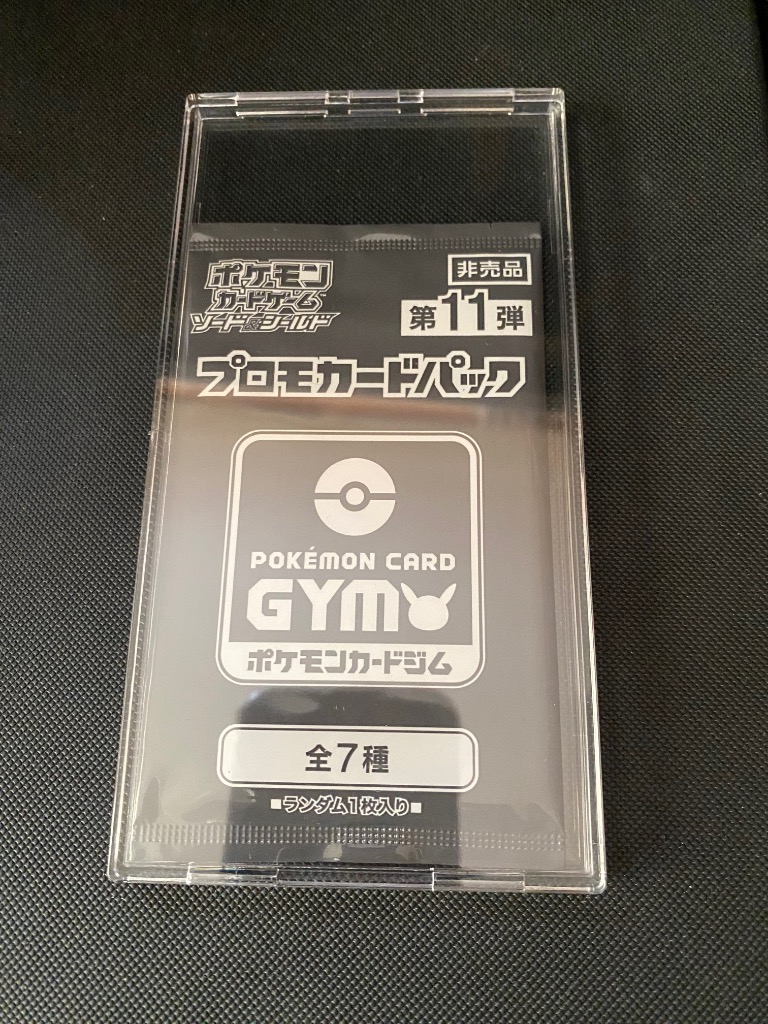 ポケモン
カードゲーム
ソード&シールド
非売品
第11弾
プロモカードパック
POKÉMON CARD
GYM
ポケモンカードジム
全7種
■ランダム1枚入り■